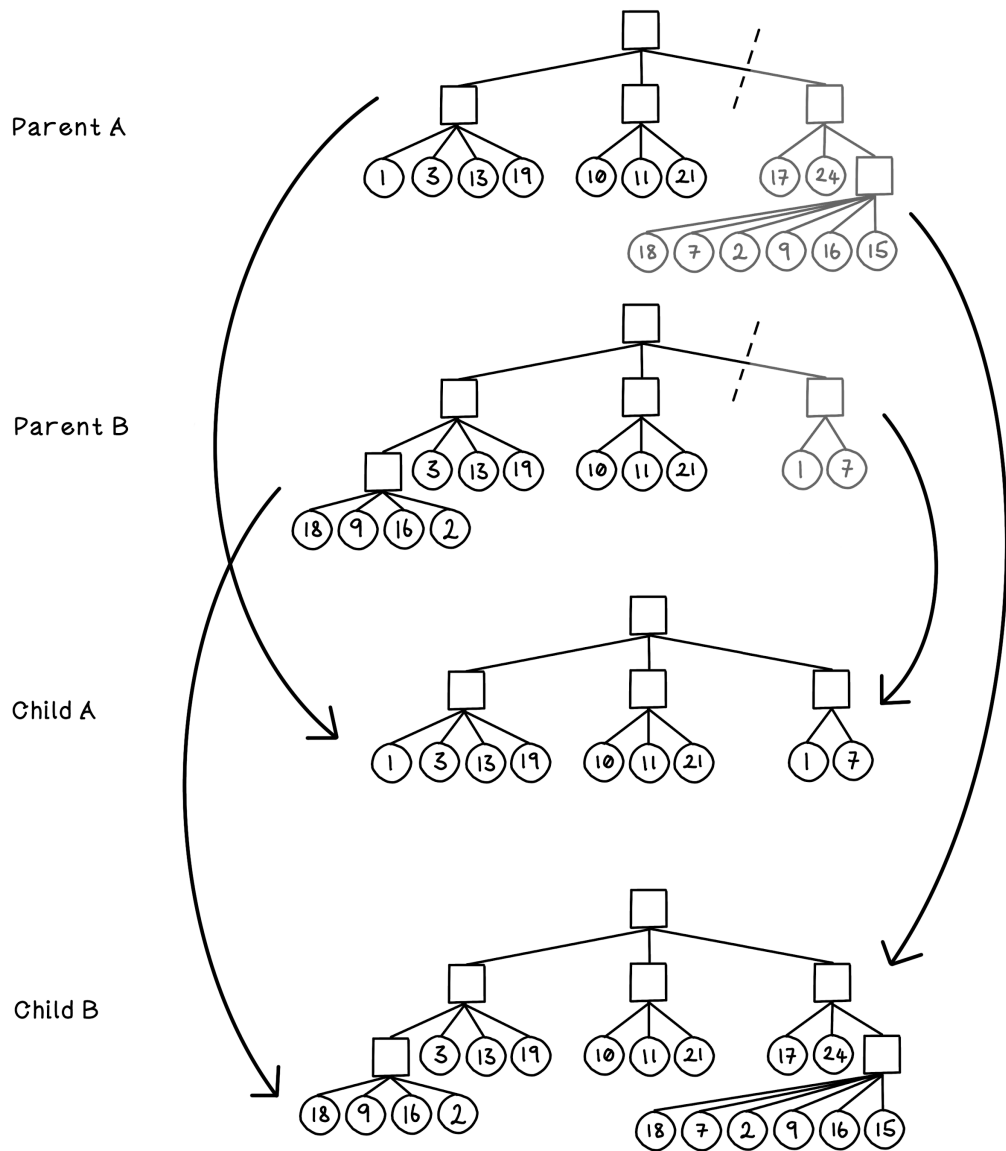 Parent A
1 3 13 19 10 11 21 17 24
18 7 2 9 16 15
Parent B
3 13 19 10 11 21 1 7
18 9 16 2
Child A
1 3 13 19 10 11 21 1 7
Child B
3 13 19 10 11 21 17 24
18 9 16 2 18 7 2 9 16 15